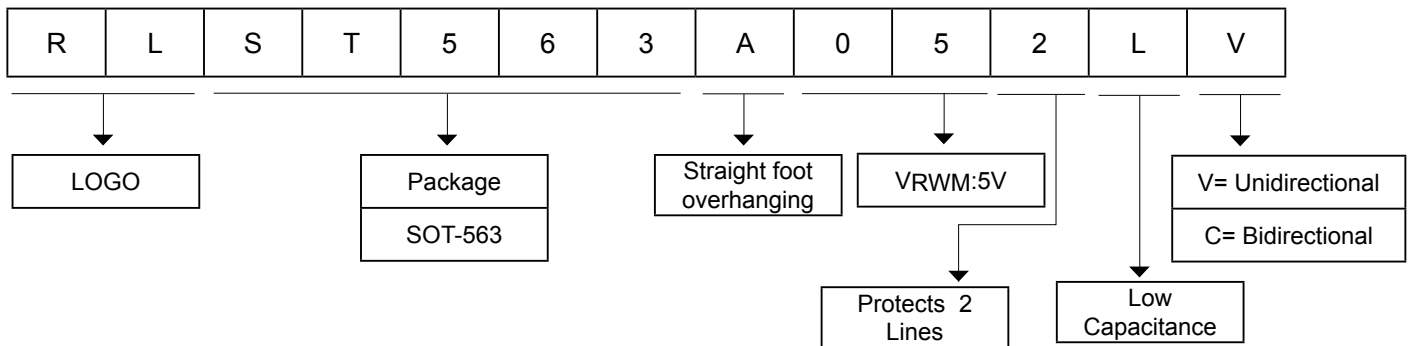 R L S T 5 6 3 A 0 5 2 L V
LOGO
Package
SOT-563
Straight foot
overhanging
VRWM:5V
V= Unidirectional
C= Bidirectional
Protects 2
Lines
Low
Capacitance